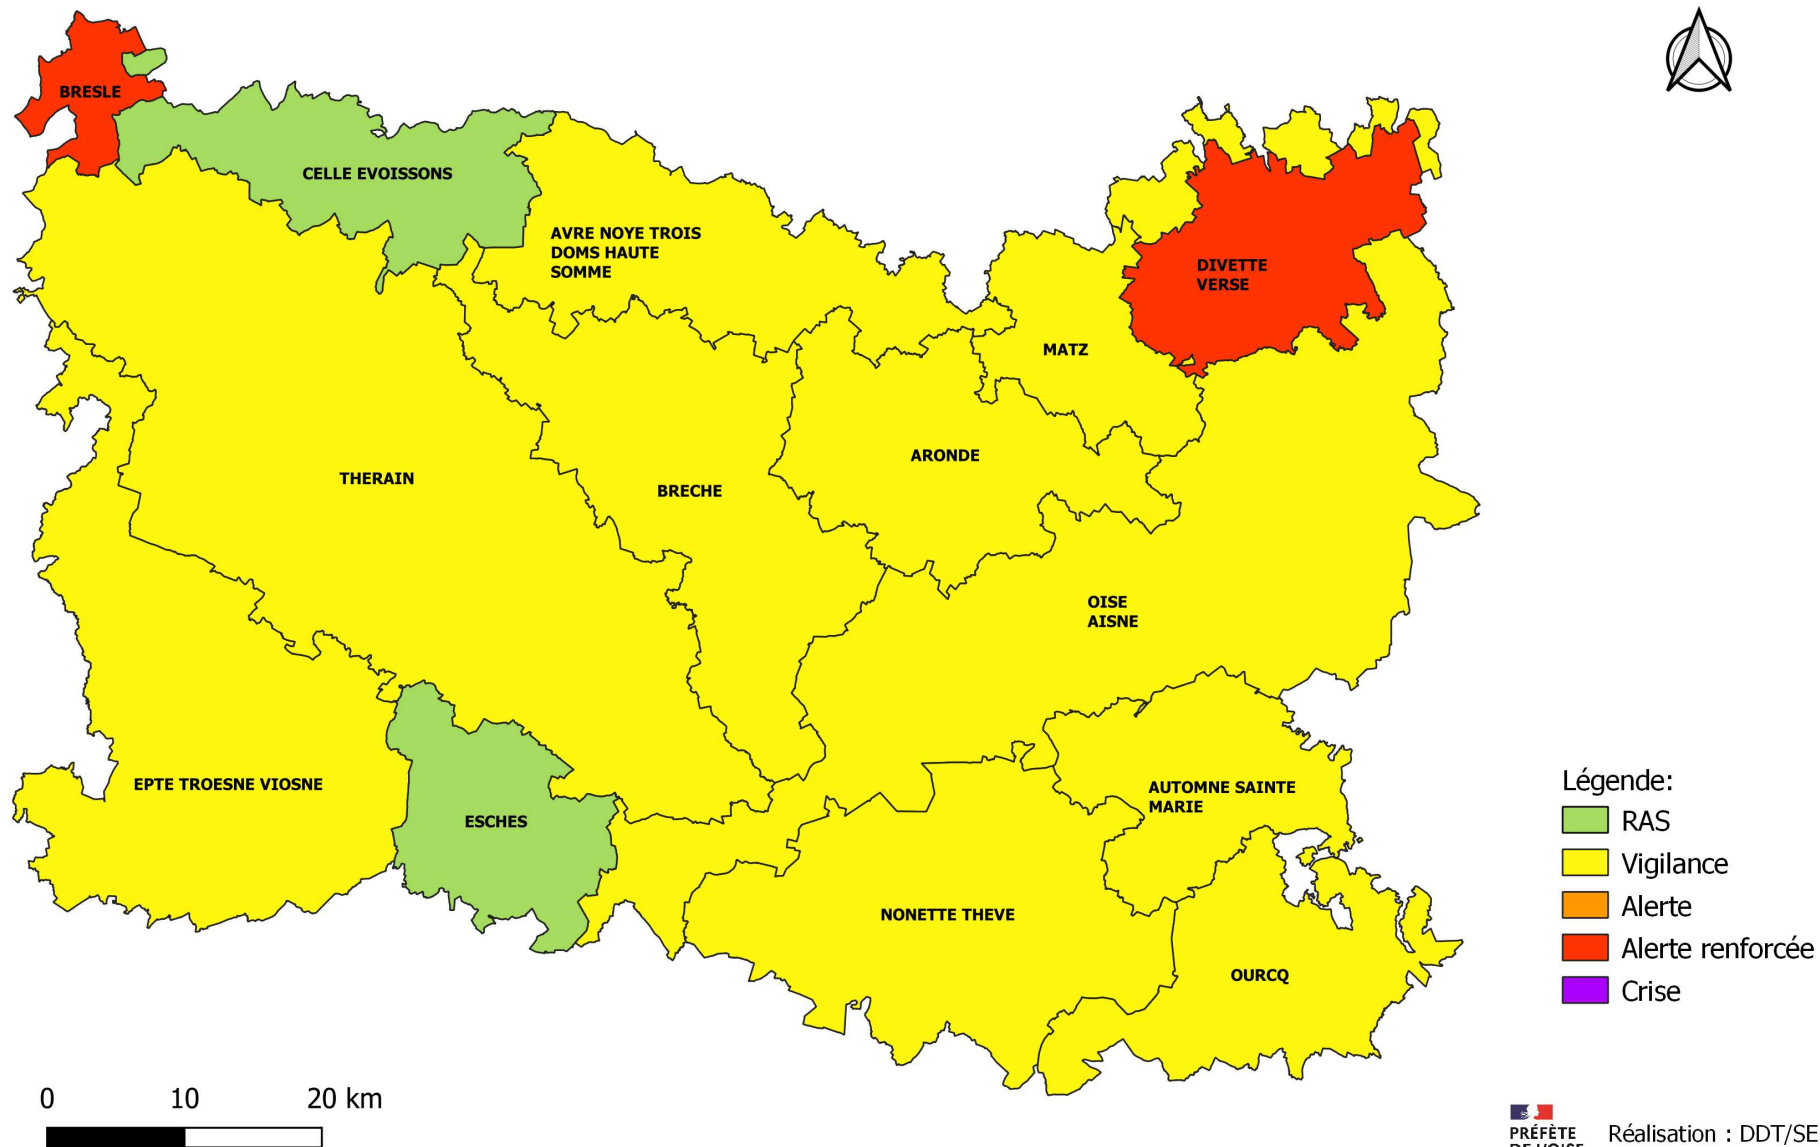 BRESLE
CELLE EVOISSONS
AVRE NOYE TROIS
DOMS HAUTE
SOMME
DIVETTE
VERSE
MATZ
ARONDE
THERAIN
BRECHE
OISE
AISNE
EPTE TROESNE VIOSNE
ESCHES
AUTOMNE SAINTE
MARIE
NONETTE THEVE
OURCQ
Légende:
RAS
Vigilance
Alerte
Alerte renforcée
Crise
0 10 20 km
PRÉFÈTE
DE L'OISE
Réalisation : DDT/SE